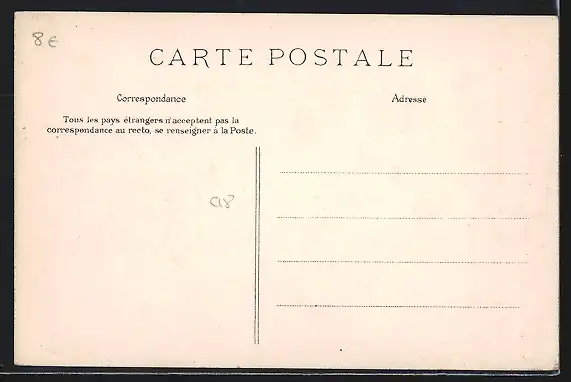 8€
CARTE POSTALE
Correspondance
Adresse
Tous les pays étrangers n'acceptent pas la
correspondance au recto, se renseigner à la Poste.